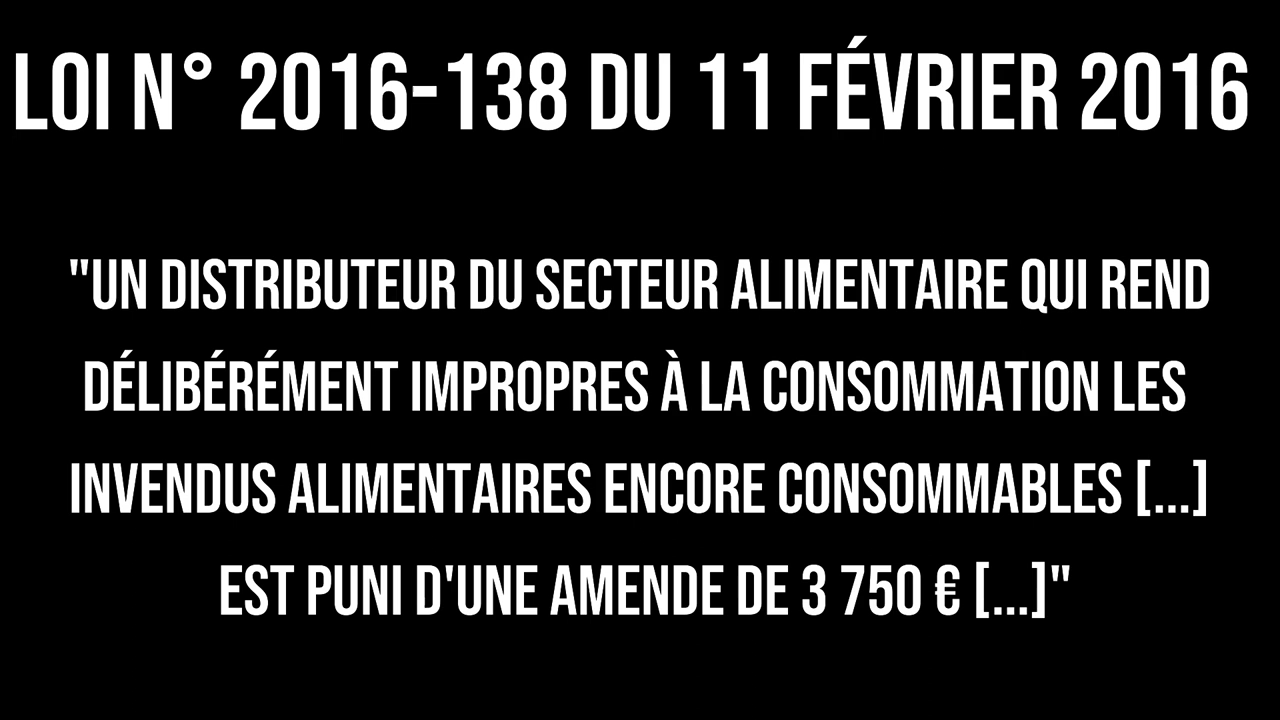 LOI N° 2016-138 DU 11 FÉVRIER 2016
"UN DISTRIBUTEUR DU SECTEUR ALIMENTAIRE QUI REND
DÉLIBÉRÉMENT IMPROPRES À LA CONSOMMATION LES
INVENDUS ALIMENTAIRES ENCORE CONSOMMABLES [...]
EST PUNI D'UNE AMENDE DE 3 750 € [...]"